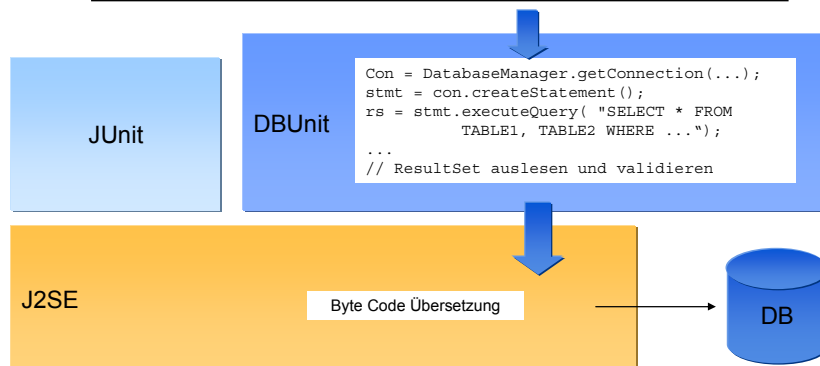 JUnit
DBUnit
Con = DatabaseManager.getConnection(...);
stmt = con.createStatement();
rs = stmt.executeQuery( "SELECT * FROM
TABLE1, TABLE2 WHERE ...“);
...
// ResultSet auslesen und validieren
J2SE
Byte Code Übersetzung
DB